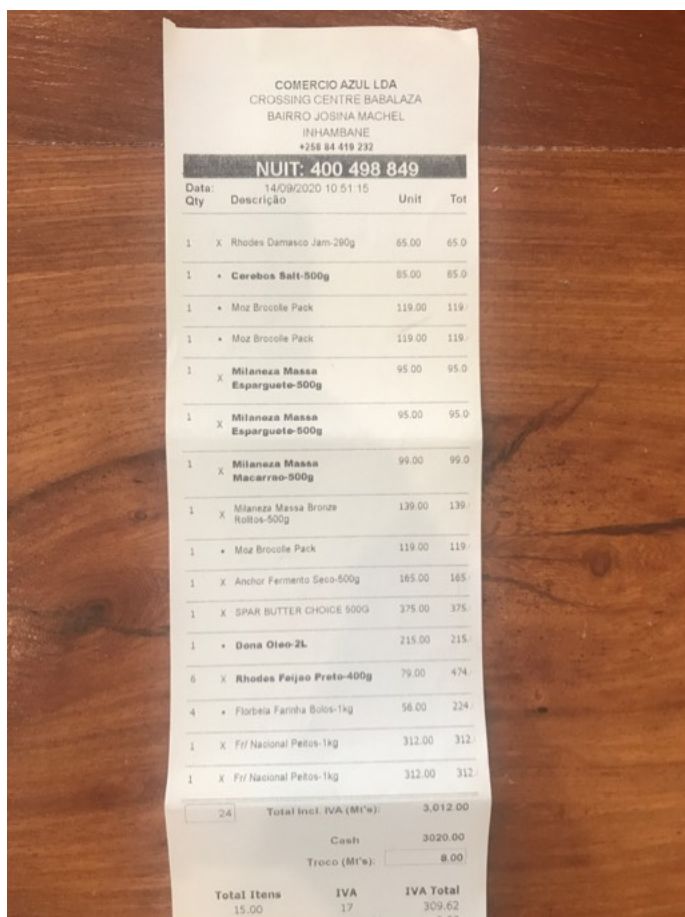 COMERCIO AZUL LDA
CROSSING CENTRE BABALAZA
BAIRRO JOSINA MACHEL
INHAMBANE
+258 84 419 232
NUIT: 400 498 849
Data: 14/09/2020 10:51:15
Qty Descrição Unit Tot
1 X Rhodes Damasco Jam-290g 65.00 65.0
1 • Cerebos Salt-500g 85.00 85.0
1 • Moz Brocolle Pack 119.00 119.
1 • Moz Brocolle Pack 119.00 119.
1 X Milaneza Massa 95.00 95.0
Esparguete-500g
1 X Milaneza Massa 95.00 95.0
Esparguete-500g
1 X Milaneza Massa 99.00 99.0
Macarrao-500g
1 X Milaneza Massa Bronze 139.00 139.
Rolitos-500g
1 • Moz Brocolle Pack 119.00 119.
1 X Anchor Fermento Seco-500g 165.00 165.
1 X SPAR BUTTER CHOICE 500G 375.00 375.
1 • Dona Oleo-2L 215.00 215.
6 X Rhodes Feijao Preto-400g 79.00 474.
4 • Florbela Farinha Bolos-1kg 56.00 224.
1 X Fr/ Nacional Peitos-1kg 312.00 312.
1 X Fr/ Nacional Peitos-1kg 312.00 312.
24 Total Incl. IVA (Mt's): 3,012.00
Cash 3020.00
Troco (Mt's): 8.00
Total Itens IVA IVA Total
15.00 17 309.62